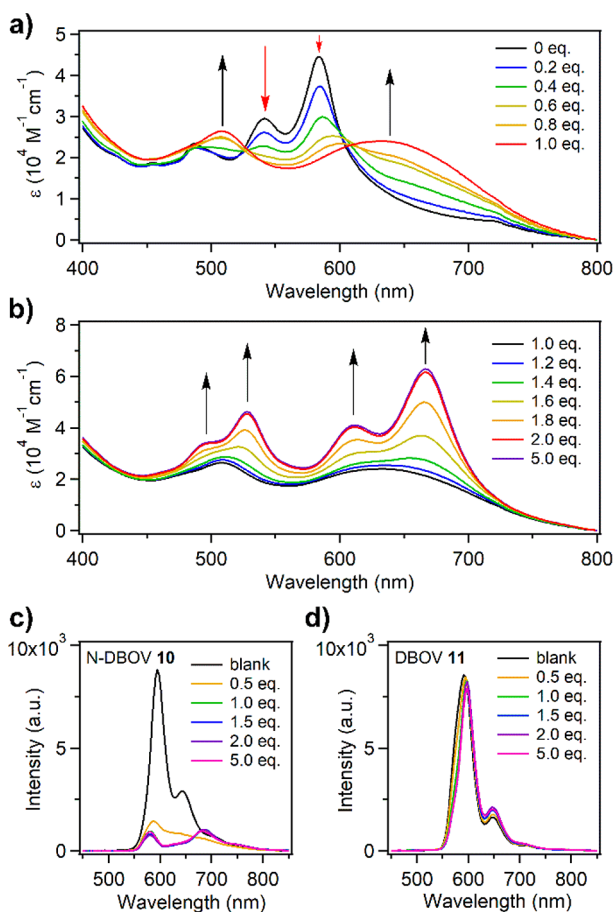 a)
ε (10⁴ M⁻¹ cm⁻¹)
5
4
3
2
1
0
0 eq.
0.2 eq.
0.4 eq.
0.6 eq.
0.8 eq.
1.0 eq.
400 500 600 700 800
Wavelength (nm)
b)
ε (10⁴ M⁻¹ cm⁻¹)
8
6
4
2
0
1.0 eq.
1.2 eq.
1.4 eq.
1.6 eq.
1.8 eq.
2.0 eq.
5.0 eq.
400 500 600 700 800
Wavelength (nm)
c)
10x10³
5
0
Intensity (a.u.)
N-DBOV 10
blank
0.5 eq.
1.0 eq.
1.5 eq.
2.0 eq.
5.0 eq.
500 600 700 800
Wavelength (nm)
d)
10x10³
5
0
Intensity (a.u.)
DBOV 11
blank
0.5 eq.
1.0 eq.
1.5 eq.
2.0 eq.
5.0 eq.
500 600 700 800
Wavelength (nm)